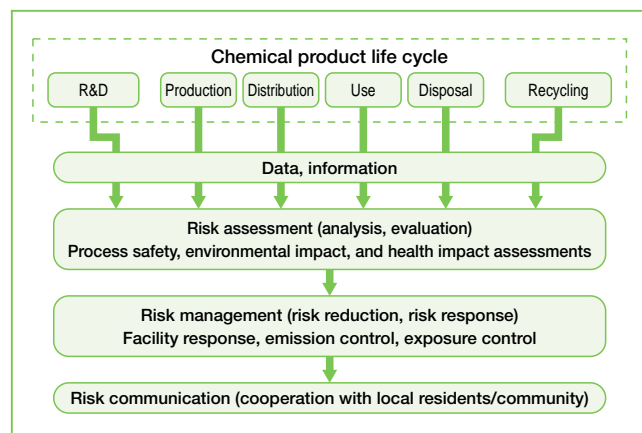 Chemical product life cycle
R&D
Production
Distribution
Use
Disposal
Recycling
Data, information
Risk assessment (analysis, evaluation)
Process safety, environmental impact, and health impact assessments
Risk management (risk reduction, risk response)
Facility response, emission control, exposure control
Risk communication (cooperation with local residents/community)